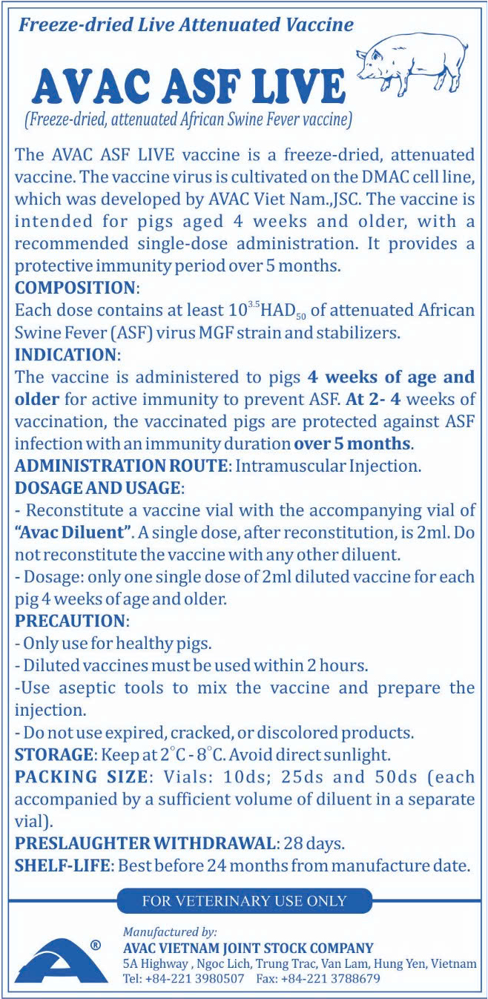 Freeze-dried Live Attenuated Vaccine
AVAC ASF LIVE
(Freeze-dried, attenuated African Swine Fever vaccine)
The AVAC ASF LIVE vaccine is a freeze-dried, attenuated
vaccine. The vaccine virus is cultivated on the DMAC cell line,
which was developed by AVAC Viet Nam.,JSC. The vaccine is
intended for pigs aged 4 weeks and older, with a
recommended single-dose administration. It provides a
protective immunity period over 5 months.
COMPOSITION:
Each dose contains at least 10³·⁵HAD₅₀ of attenuated African
Swine Fever (ASF) virus MGF strain and stabilizers.
INDICATION:
The vaccine is administered to pigs 4 weeks of age and
older for active immunity to prevent ASF. At 2- 4 weeks of
vaccination, the vaccinated pigs are protected against ASF
infection with an immunity duration over 5 months.
ADMINISTRATION ROUTE: Intramuscular Injection.
DOSAGE AND USAGE:
- Reconstitute a vaccine vial with the accompanying vial of
“Avac Diluent”. A single dose, after reconstitution, is 2ml. Do
not reconstitute the vaccine with any other diluent.
- Dosage: only one single dose of 2ml diluted vaccine for each
pig 4 weeks of age and older.
PRECAUTION:
- Only use for healthy pigs.
- Diluted vaccines must be used within 2 hours.
-Use aseptic tools to mix the vaccine and prepare the
injection.
- Do not use expired, cracked, or discolored products.
STORAGE: Keep at 2°C - 8°C. Avoid direct sunlight.
PACKING SIZE: Vials: 10ds; 25ds and 50ds (each
accompanied by a sufficient volume of diluent in a separate
vial).
PRESLAUGHTER WITHDRAWAL: 28 days.
SHELF-LIFE: Best before 24 months from manufacture date.
FOR VETERINARY USE ONLY
®
Manufactured by:
AVAC VIETNAM JOINT STOCK COMPANY
5A Highway , Ngoc Lich, Trung Trac, Van Lam, Hung Yen, Vietnam
Tel: +84-221 3980507 Fax: +84-221 3788679